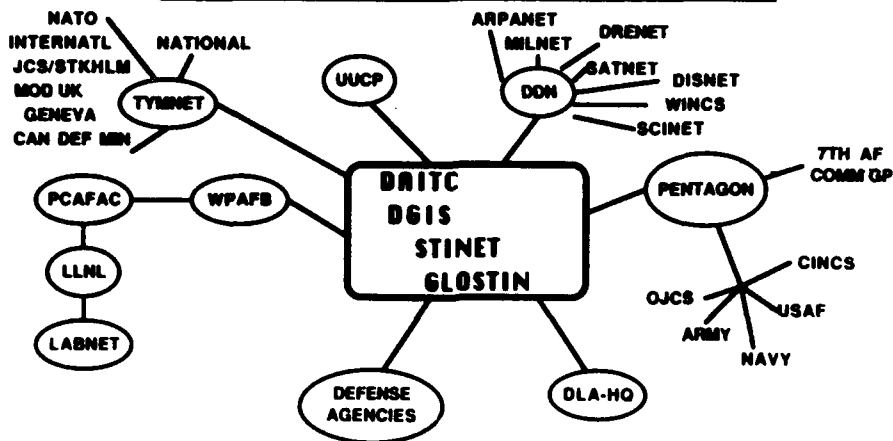 NATO
INTERNATL
JCS/STKHLM
MOD UK
GENEVA
CAN DEF MIN
NATIONAL
TYMNET
UUCP
ARPANET
MILNET
DRENET
SATNET
DISNET
WINCS
SCINET
DDN
PCAFAC
WPAFB
LLNL
LABNET
DAITC
DGIS
STINET
GLOSTIN
PENTAGON
7TH AF
COMM GP
CINCS
OJCS
USAF
ARMY
NAVY
DEFENSE
AGENCIES
DLA-HQ